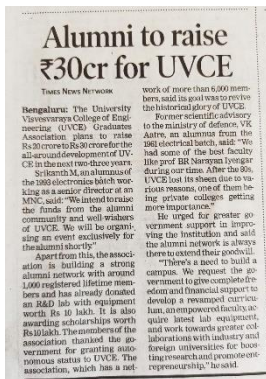 Alumni to raise
₹30cr for UVCE
TIMES NEWS NETWORK
Bengaluru: The University
Visvesvaraya College of Engi-
neering (UVCE) Graduates
Association plans to raise
Rs 20 crore to Rs 30 crore for the
all-around development of UV-
CE in the next two-three years.
Srikanth M, an alumnus of
the 1993 electronics batch wor-
king as a senior director at an
MNC, said: “We intend to raise
the funds from the alumni
community and well-wishers
of UVCE. We will be organi-
sing an event exclusively for
the alumni shortly.”
Apart from this, the associ-
ation is building a strong
alumni network with around
1,000 registered lifetime mem-
bers and has already donated
an R&D lab with equipment
worth Rs 10 lakh. It is also
awarding scholarships worth
Rs 10 lakh. The members of the
association thanked the go-
vernment for granting auto-
nomous status to UVCE. The
association, which has a net-
work of more than 6,000 mem-
bers, said its goal was to revive
the historical glory of UVCE.
Former scientific advisory
to the ministry of defence, VK
Aatre, an alumnus from the
1961 electrical batch, said: “We
had some of the best faculty
like prof BR Narayan Iyengar
during our time. After the 80s,
UVCE lost its sheen due to va-
rious reasons, one of them be-
ing private colleges getting
more importance.”
He urged for greater go-
vernment support in impro-
ving the institution and said
the alumni network is always
there to extend their goodwill.
“There’s a need to build a
campus. We request the go-
vernment to give complete fre-
edom and financial support to
develop a revamped curricu-
lum, an empowered faculty, ac-
quire latest lab equipment,
and work towards greater col-
laborations with industry and
foreign universities for boos-
ting research and promote ent-
repreneurship,” he said.